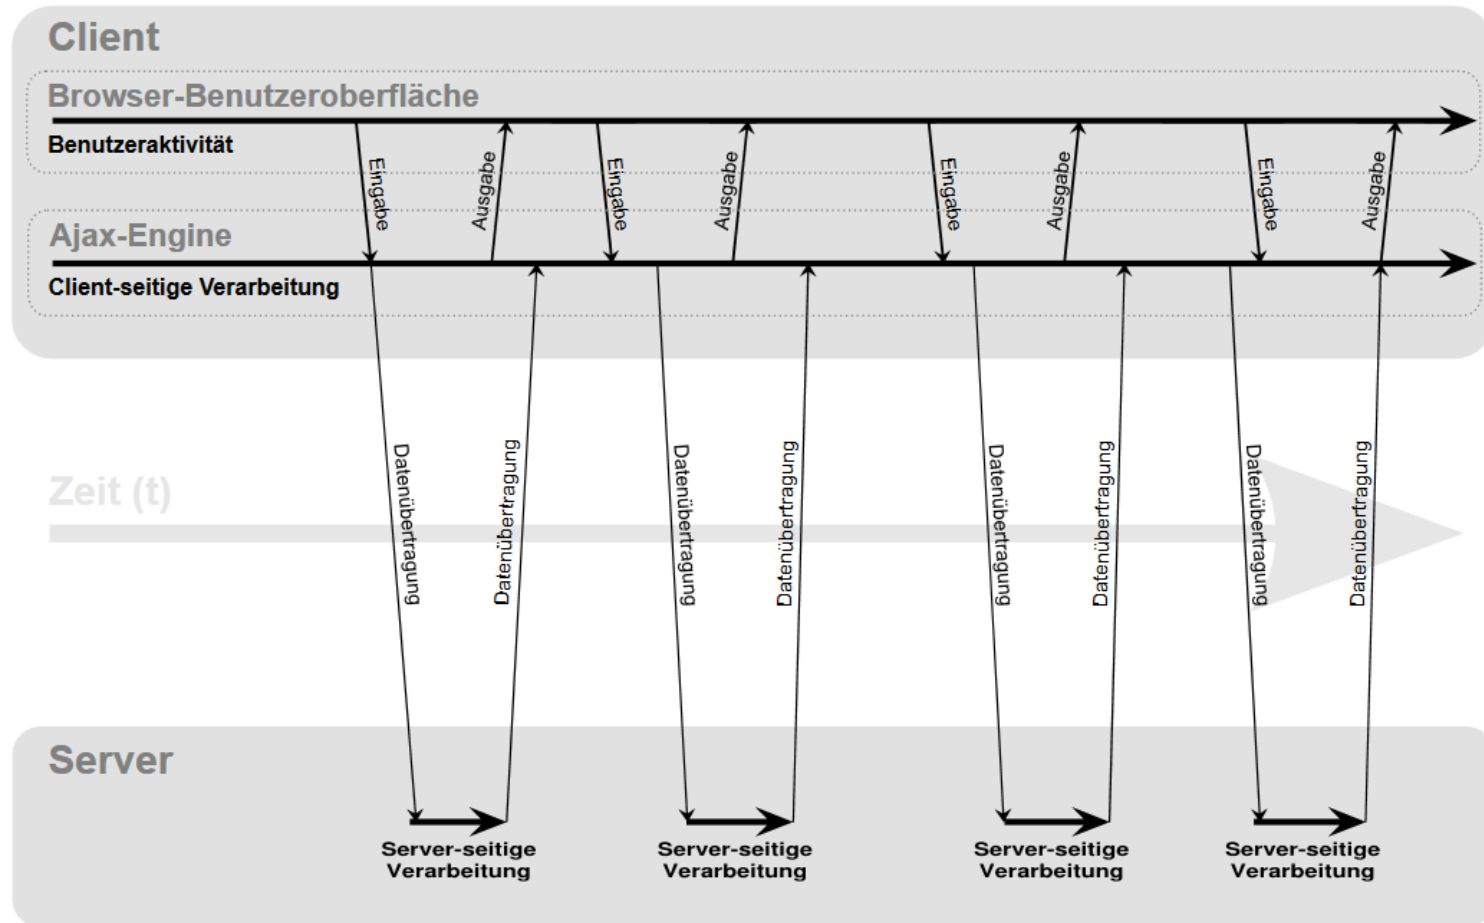 Client
Browser-Benutzeroberfläche
Benutzeraktivität
Eingabe
Ausgabe
Eingabe
Ausgabe
Eingabe
Ausgabe
Eingabe
Ausgabe
Ajax-Engine
Client-seitige Verarbeitung
Zeit (t)
Datenübertragung
Datenübertragung
Datenübertragung
Datenübertragung
Datenübertragung
Datenübertragung
Datenübertragung
Datenübertragung
Server
Server-seitige
Verarbeitung
Server-seitige
Verarbeitung
Server-seitige
Verarbeitung
Server-seitige
Verarbeitung